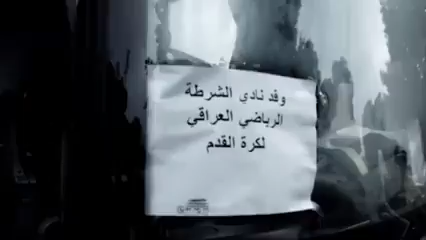 وفد نادي الشرطة
الرياضي العراقي
لكرة القدم